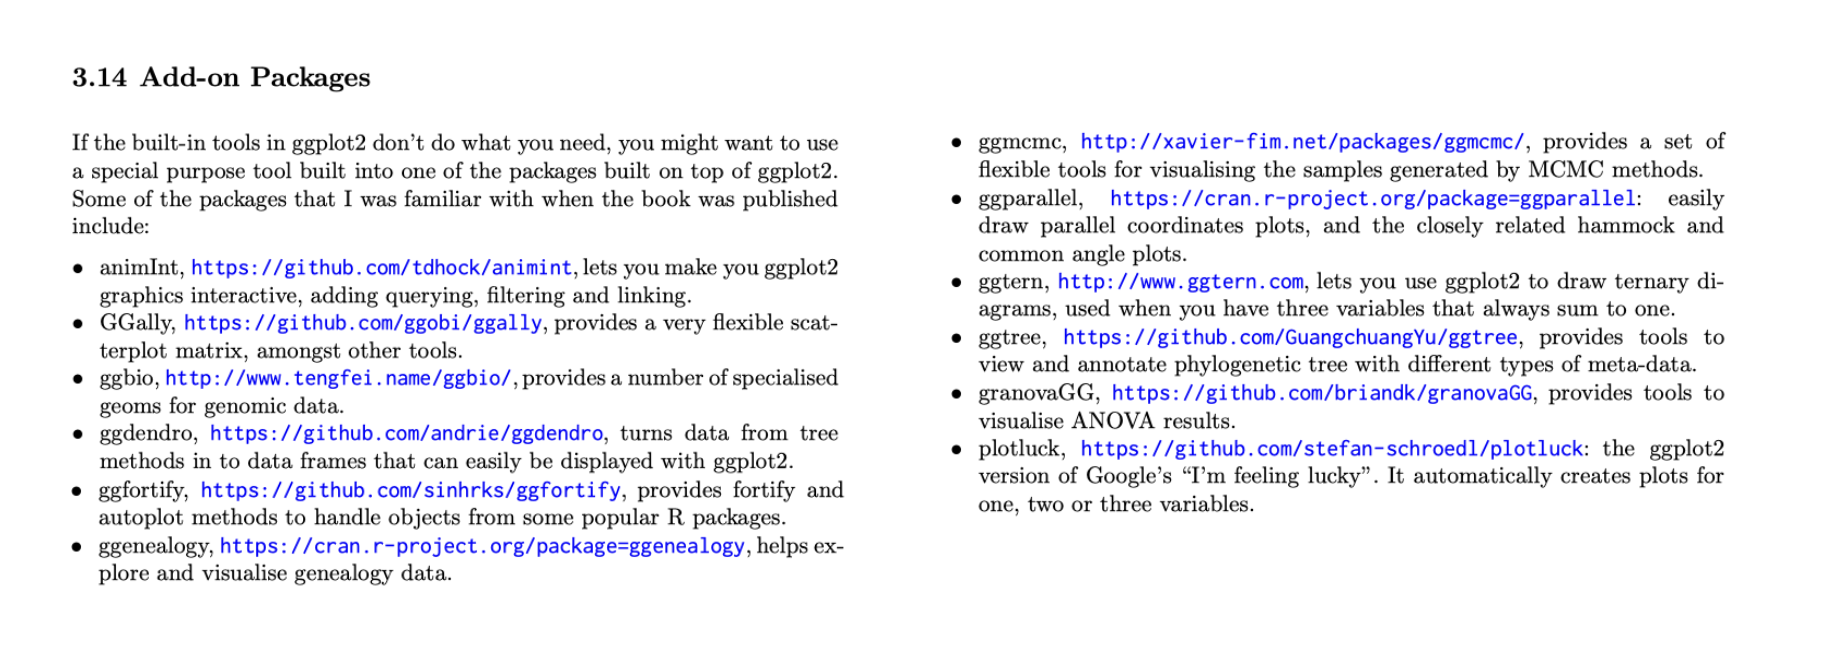 3.14 Add-on Packages
If the built-in tools in ggplot2 don't do what you need, you might want to use
a special purpose tool built into one of the packages built on top of ggplot2.
Some of the packages that I was familiar with when the book was published
include:
• animInt, https://github.com/tdhock/animint, lets you make you ggplot2
graphics interactive, adding querying, filtering and linking.
• GGally, https://github.com/ggobi/ggally, provides a very flexible scat-
terplot matrix, amongst other tools.
• ggbio, http://www.tengfei.name/ggbio/, provides a number of specialised
geoms for genomic data.
• ggdendro, https://github.com/andrie/ggdendro, turns data from tree
methods in to data frames that can easily be displayed with ggplot2.
• ggfortify, https://github.com/sinhrks/ggfortify, provides fortify and
autoplot methods to handle objects from some popular R packages.
• ggenealogy, https://cran.r-project.org/package=ggenealogy, helps ex-
plore and visualise genealogy data.
• ggmcmc, http://xavier-fim.net/packages/ggmcmc/, provides a set of
flexible tools for visualising the samples generated by MCMC methods.
• ggparallel, https://cran.r-project.org/package=ggparallel: easily
draw parallel coordinates plots, and the closely related hammock and
common angle plots.
• ggtern, http://www.ggtern.com, lets you use ggplot2 to draw ternary di-
agrams, used when you have three variables that always sum to one.
• ggtree, https://github.com/GuangchuangYu/ggtree, provides tools to
view and annotate phylogenetic tree with different types of meta-data.
• granovaGG, https://github.com/briandk/granovaGG, provides tools to
visualise ANOVA results.
• plotluck, https://github.com/stefan-schroedl/plotluck: the ggplot2
version of Google's “I'm feeling lucky”. It automatically creates plots for
one, two or three variables.